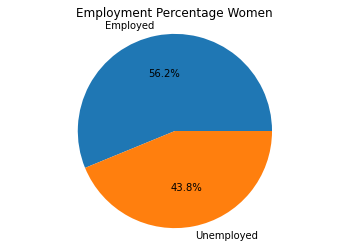 Employment Percentage Women
Employed
56.2%
43.8%
Unemployed